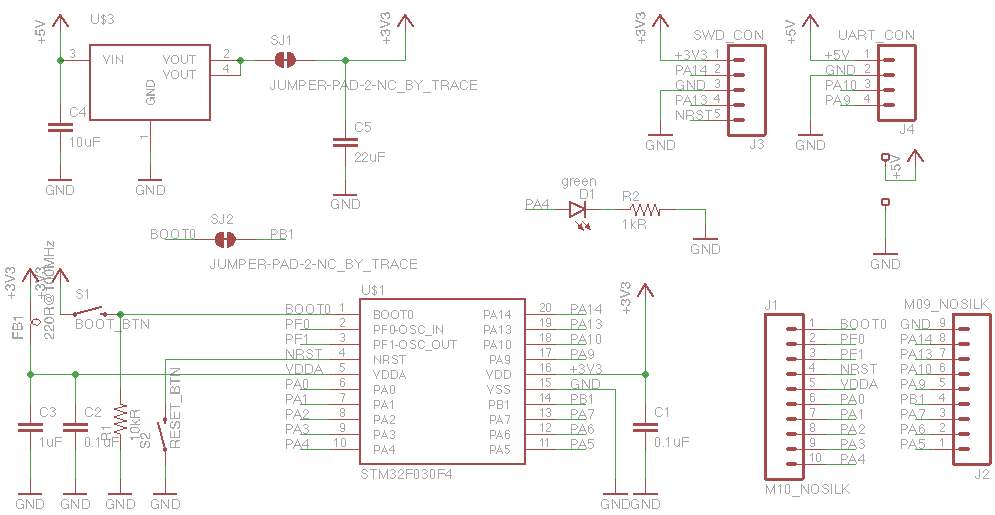 +5V
U$3
3
VIN
VOUT
2
VOUT
4
GND
1
C4
10uF
GND
GND
SJ1
JUMPER-PAD-2-NC_BY_TRACE
+3V3
C5
22uF
GND
+3V3
SWD_CON
+3V3 1
PA14 2
GND 3
PA13 4
NRST 5
GND
J3
+5V
UART_CON
+5V 1
GND 2
PA10 3
PA9 4
GND
J4
+5V
GND
green
D1
PA4
R2
1kR
GND
SJ2
BOOT0
PB1
JUMPER-PAD-2-NC_BY_TRACE
+3V3
+3V3
FB1
220R@100MHz
S1
BOOT_BTN
U$1
BOOT0 1 BOOT0 PA14 20 PA14
PF0 2 PF0-OSC_IN PA13 19 PA13
PF1 3 PF1-OSC_OUT PA10 18 PA10
NRST 4 NRST PA9 17 PA9
VDDA 5 VDDA VDD 16 +3V3
PA0 6 PA0 VSS 15 GND
PA1 7 PA1 PB1 14 PB1
PA2 8 PA2 PA7 13 PA7
PA3 9 PA3 PA6 12 PA6
PA4 10 PA4 PA5 11 PA5
STM32F030F4
C3
1uF
C2
0.1uF
R1
10kR
S2
RESET_BTN
GND
GND
GND
GND
+3V3
C1
0.1uF
GND
GND
J1
1 BOOT0
2 PF0
3 PF1
4 NRST
5 VDDA
6 PA0
7 PA1
8 PA2
9 PA3
10 PA4
M10_NOSILK
M09_NOSILK
GND 9
PA14 8
PA13 7
PA10 6
PA9 5
PB1 4
PA7 3
PA6 2
PA5 1
J2